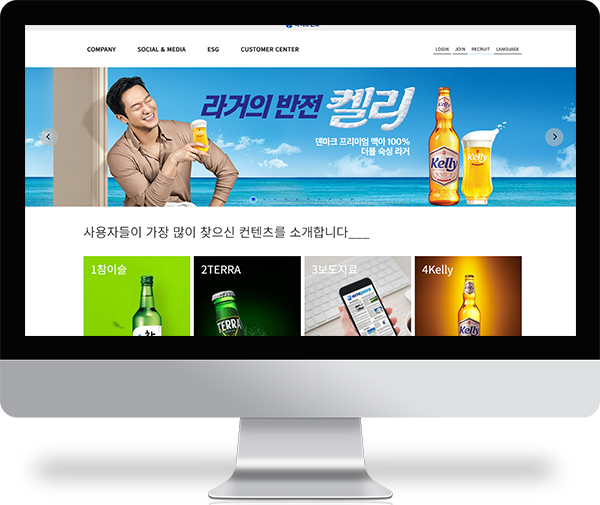 COMPANY SOCIAL & MEDIA ESG CUSTOMER CENTER
LOGIN JOIN RECRUIT LANGUAGE
라거의 반전 켈리
덴마크 프리미엄 맥아 100%
더블 숙성 라거
Kelly
Kelly
사용자들이 가장 많이 찾으신 컨텐츠를 소개합니다___
1참이슬
2TERRA
3보도자료
4Kelly
TERRA
Kelly